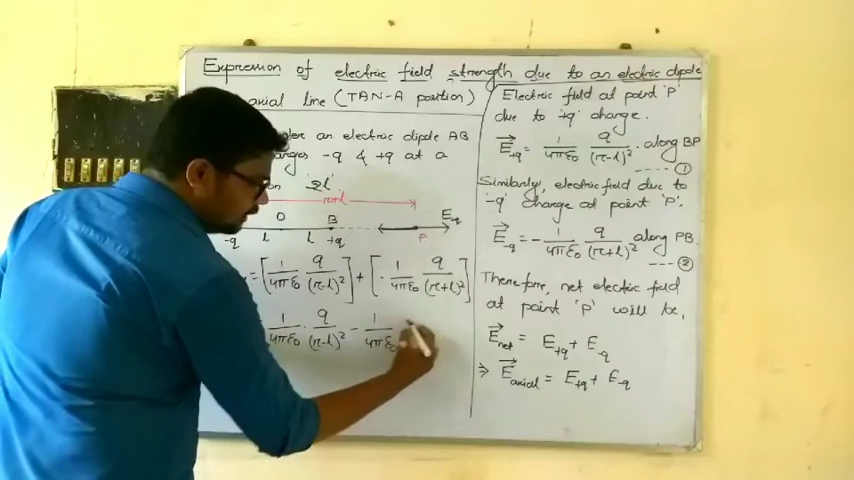 Expression of electric field strength due to an electric dipole
axial line (TAN-A position)
an electric dipole AB
-q & +q at a
2l
r+l
O B E-q
-q l l +q P
= [1/4πε0 q/(r-l)²] + [-1/4πε0 q/(r+l)²]
1/4πε0 · q/(r-l)² - 1/4πε0
Electric field at point 'P'
due to +q charge.
E+q = 1/4πε0 q/(r-l)². along BP
---- ①
Similarly, electric field due to
'-q' charge at point 'P'.
E-q = - 1/4πε0 q/(r+l)² along PB.
---- ②
Therefore, net electric field
at point 'P' will be,
Enet = E+q + E-q
⇒ Eaxial = E+q + E-q